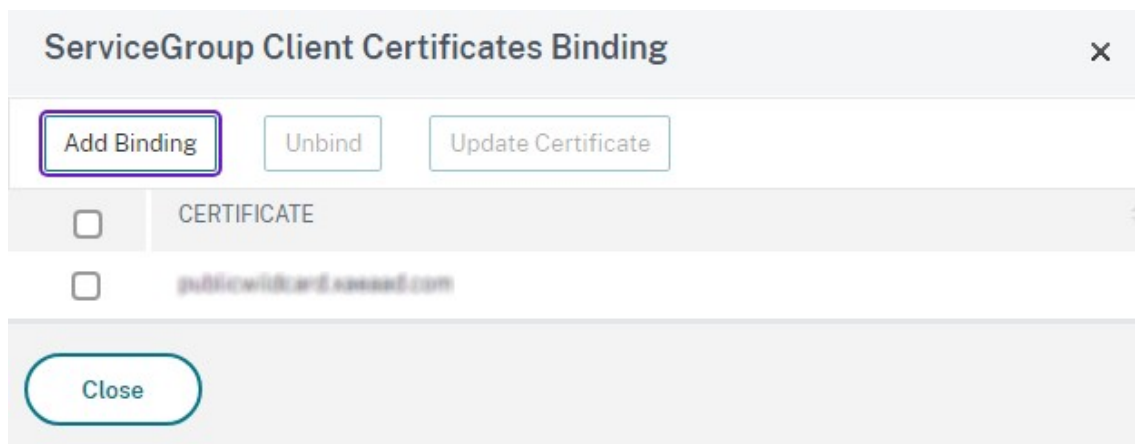 ServiceGroup Client Certificates Binding
Add Binding Unbind Update Certificate
CERTIFICATE
Close